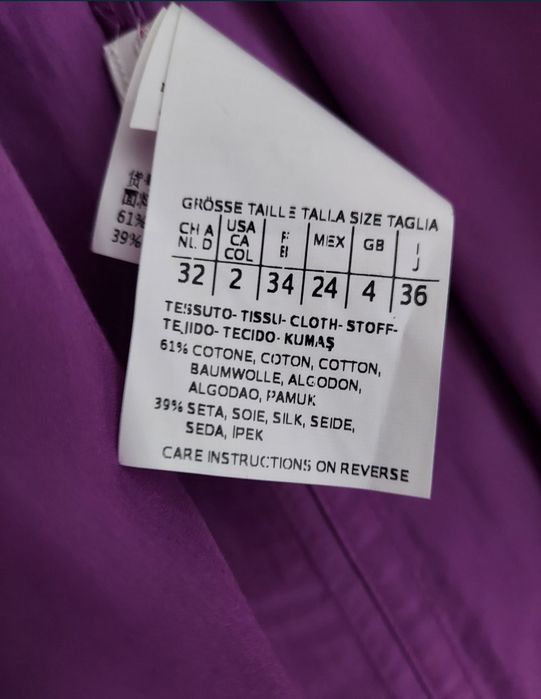 GRÖSSE TAILLE TALLA SIZE TAGLIA
CH A USA F MEX GB I
NL D CA EI J
COL
32 2 34 24 4 36
TESSUTO- TISSU- CLOTH- STOFF-
TEJIDO- TECIDO- KUMAŞ
61% COTONE, COTON, COTTON,
BAUMWOLLE, ALGODON,
ALGODAO, PAMUK
39% SETA, SOIE, SILK, SEIDE,
SEDA, IPEK
CARE INSTRUCTIONS ON REVERSE
61%
39%